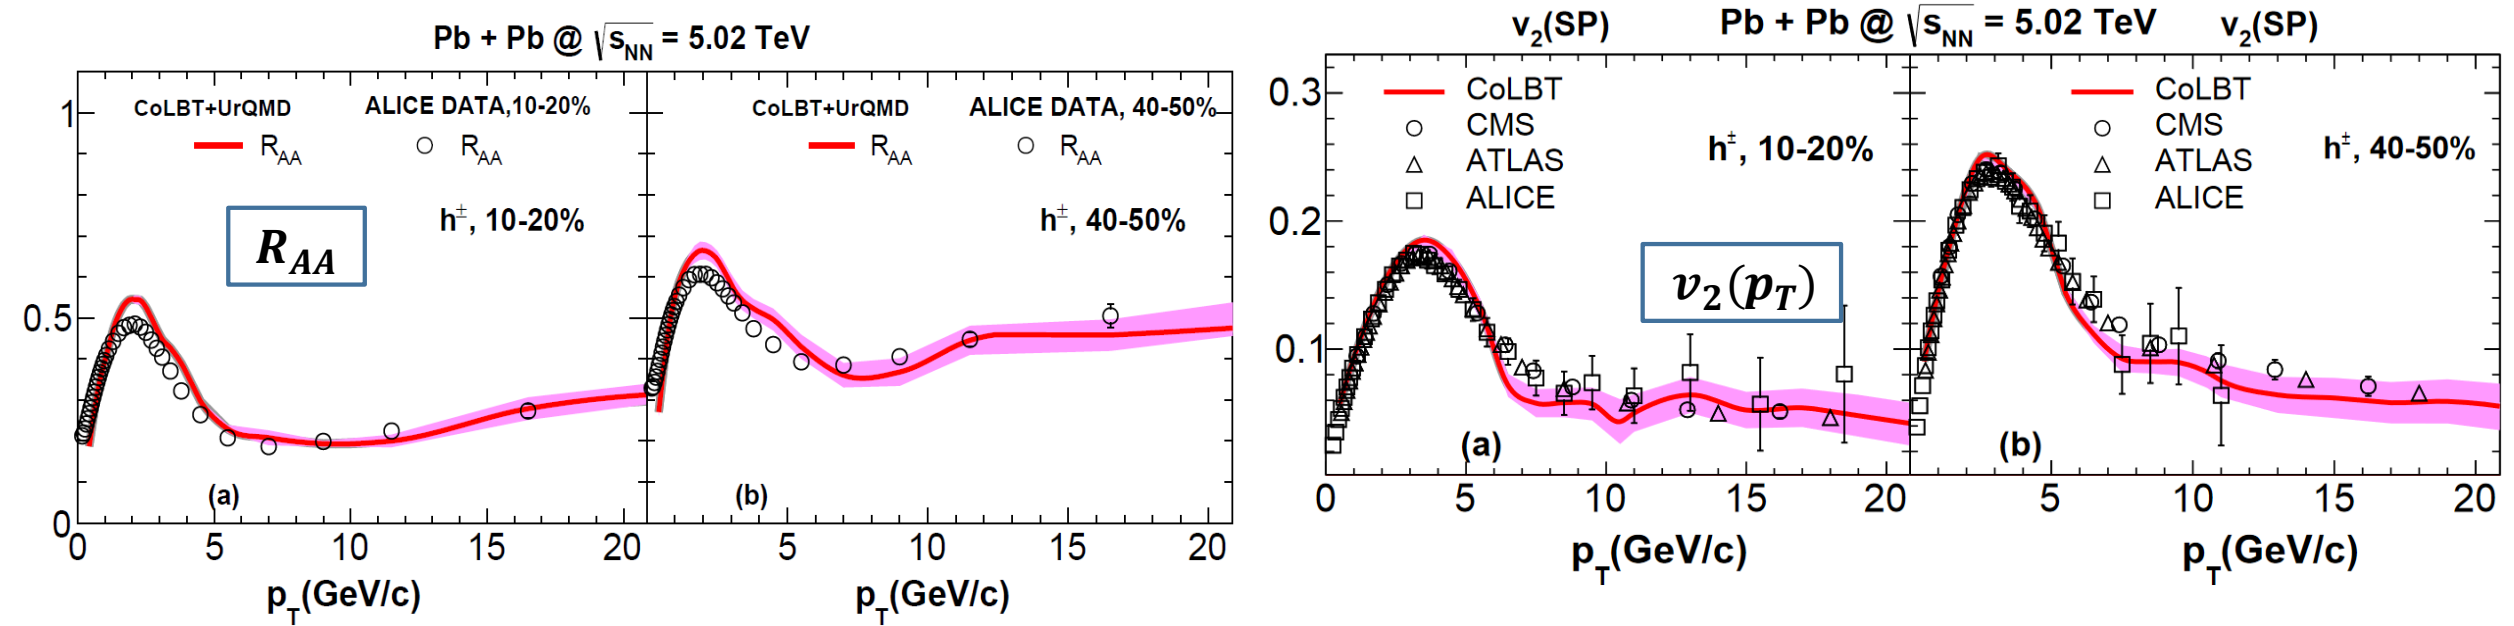 Pb + Pb @ √sNN = 5.02 TeV
CoLBT+UrQMD
RAA
ALICE DATA,10-20%
RAA
RAA
h±, 10-20%
(a)
CoLBT+UrQMD
RAA
ALICE DATA, 40-50%
RAA
h±, 40-50%
(b)
1
0.5
0
0 5 10 15 20 5 10 15 20
pT(GeV/c) pT(GeV/c)
v2(SP) Pb + Pb @ √sNN = 5.02 TeV v2(SP)
CoLBT
CMS
ATLAS
ALICE
h±, 10-20%
v2(pT)
(a)
CoLBT
CMS
ATLAS
ALICE
h±, 40-50%
(b)
0.3
0.2
0.1
0 5 10 15 20 5 10 15 20
pT(GeV/c) pT(GeV/c)